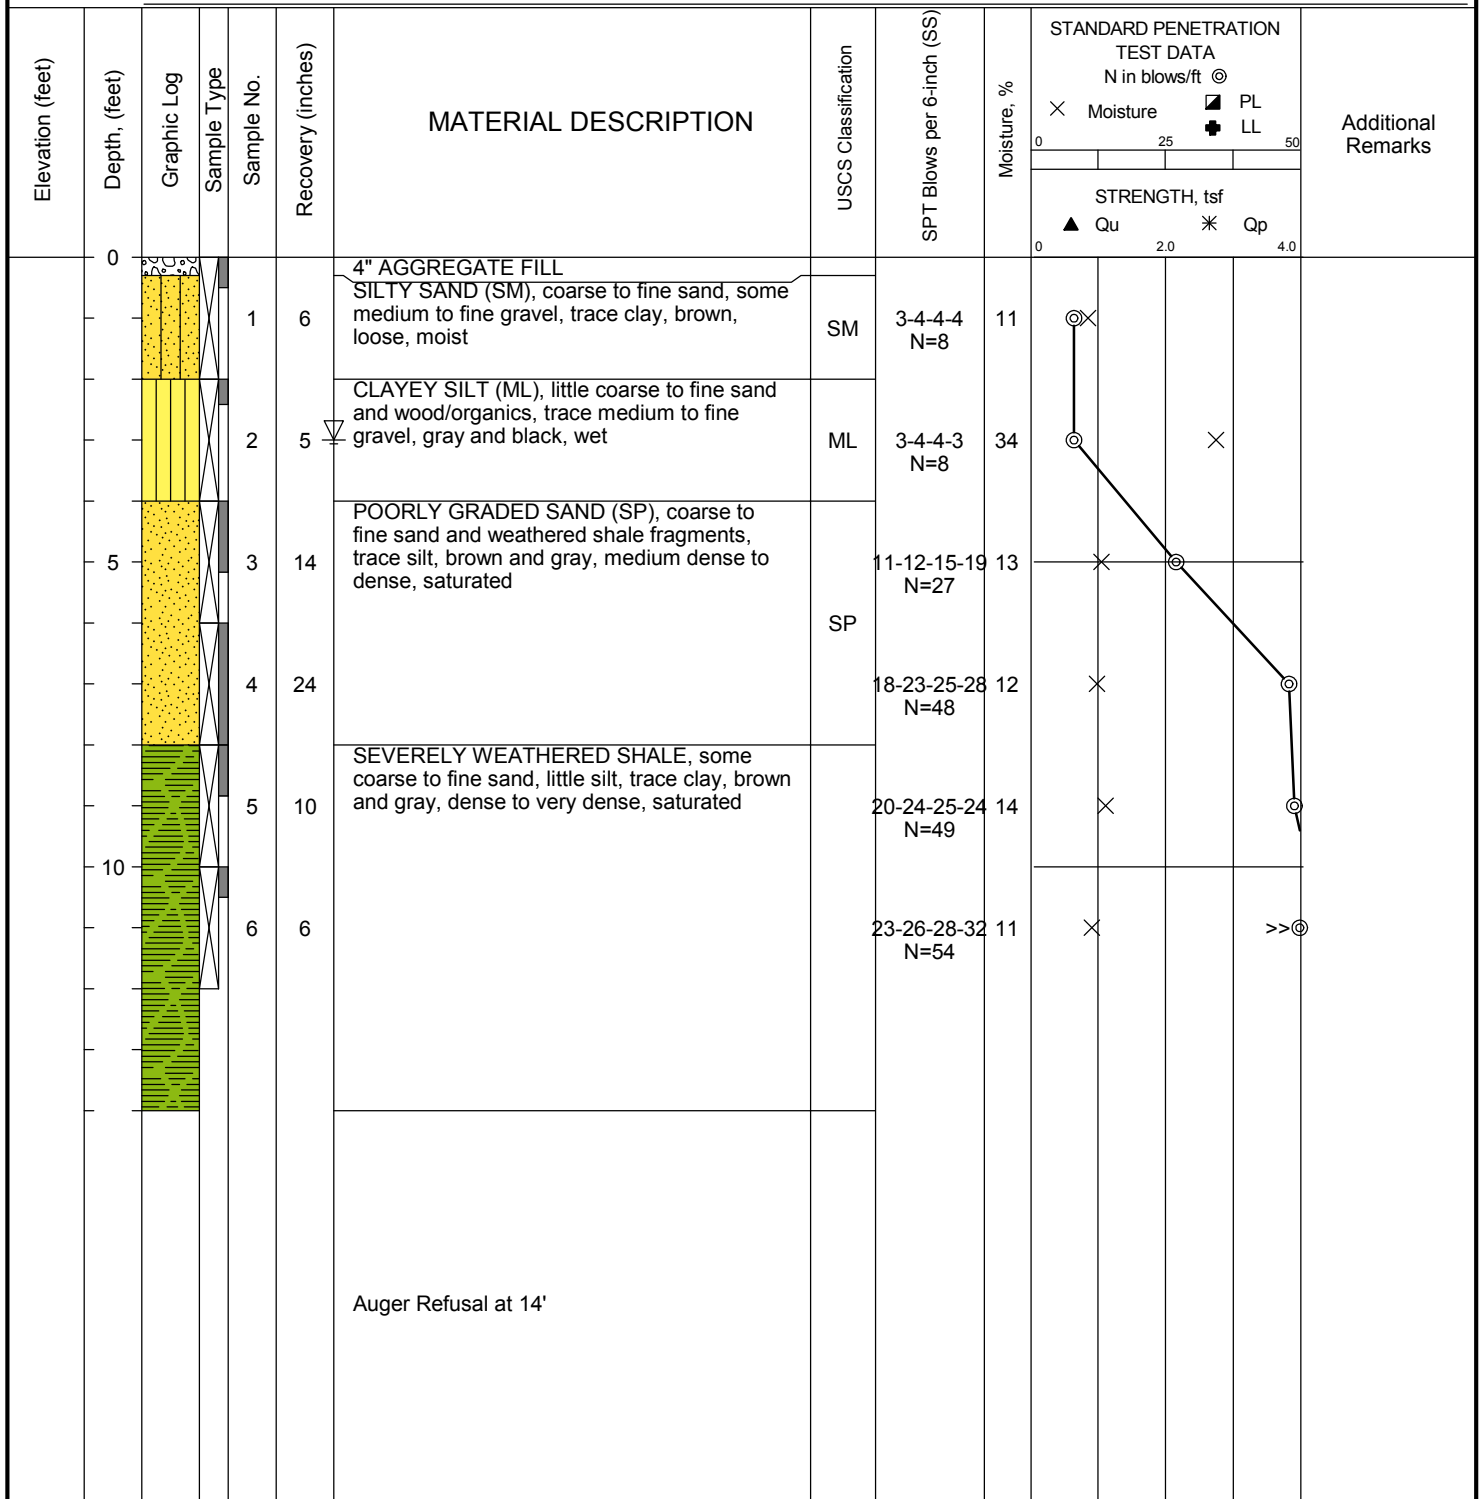 Elevation (feet)
Depth, (feet)
Graphic Log
Sample Type
Sample No.
Recovery (inches)
MATERIAL DESCRIPTION
USCS Classification
SPT Blows per 6-inch (SS)
Moisture, %
STANDARD PENETRATION
TEST DATA
N in blows/ft
Moisture
PL
LL
0 25 50
STRENGTH, tsf
Qu Qp
0 2.0 4.0
Additional
Remarks
0
4" AGGREGATE FILL
SILTY SAND (SM), coarse to fine sand, some
medium to fine gravel, trace clay, brown,
loose, moist
1 6 SM 3-4-4-4 11
N=8
CLAYEY SILT (ML), little coarse to fine sand
and wood/organics, trace medium to fine
gravel, gray and black, wet
2 5 ML 3-4-4-3 34
N=8
POORLY GRADED SAND (SP), coarse to
fine sand and weathered shale fragments,
trace silt, brown and gray, medium dense to
dense, saturated
5 3 14 11-12-15-19 13
N=27
SP
4 24 18-23-25-28 12
N=48
SEVERELY WEATHERED SHALE, some
coarse to fine sand, little silt, trace clay, brown
and gray, dense to very dense, saturated
5 10 20-24-25-24 14
N=49
10
6 6 23-26-28-32 11 >>
N=54
Auger Refusal at 14'